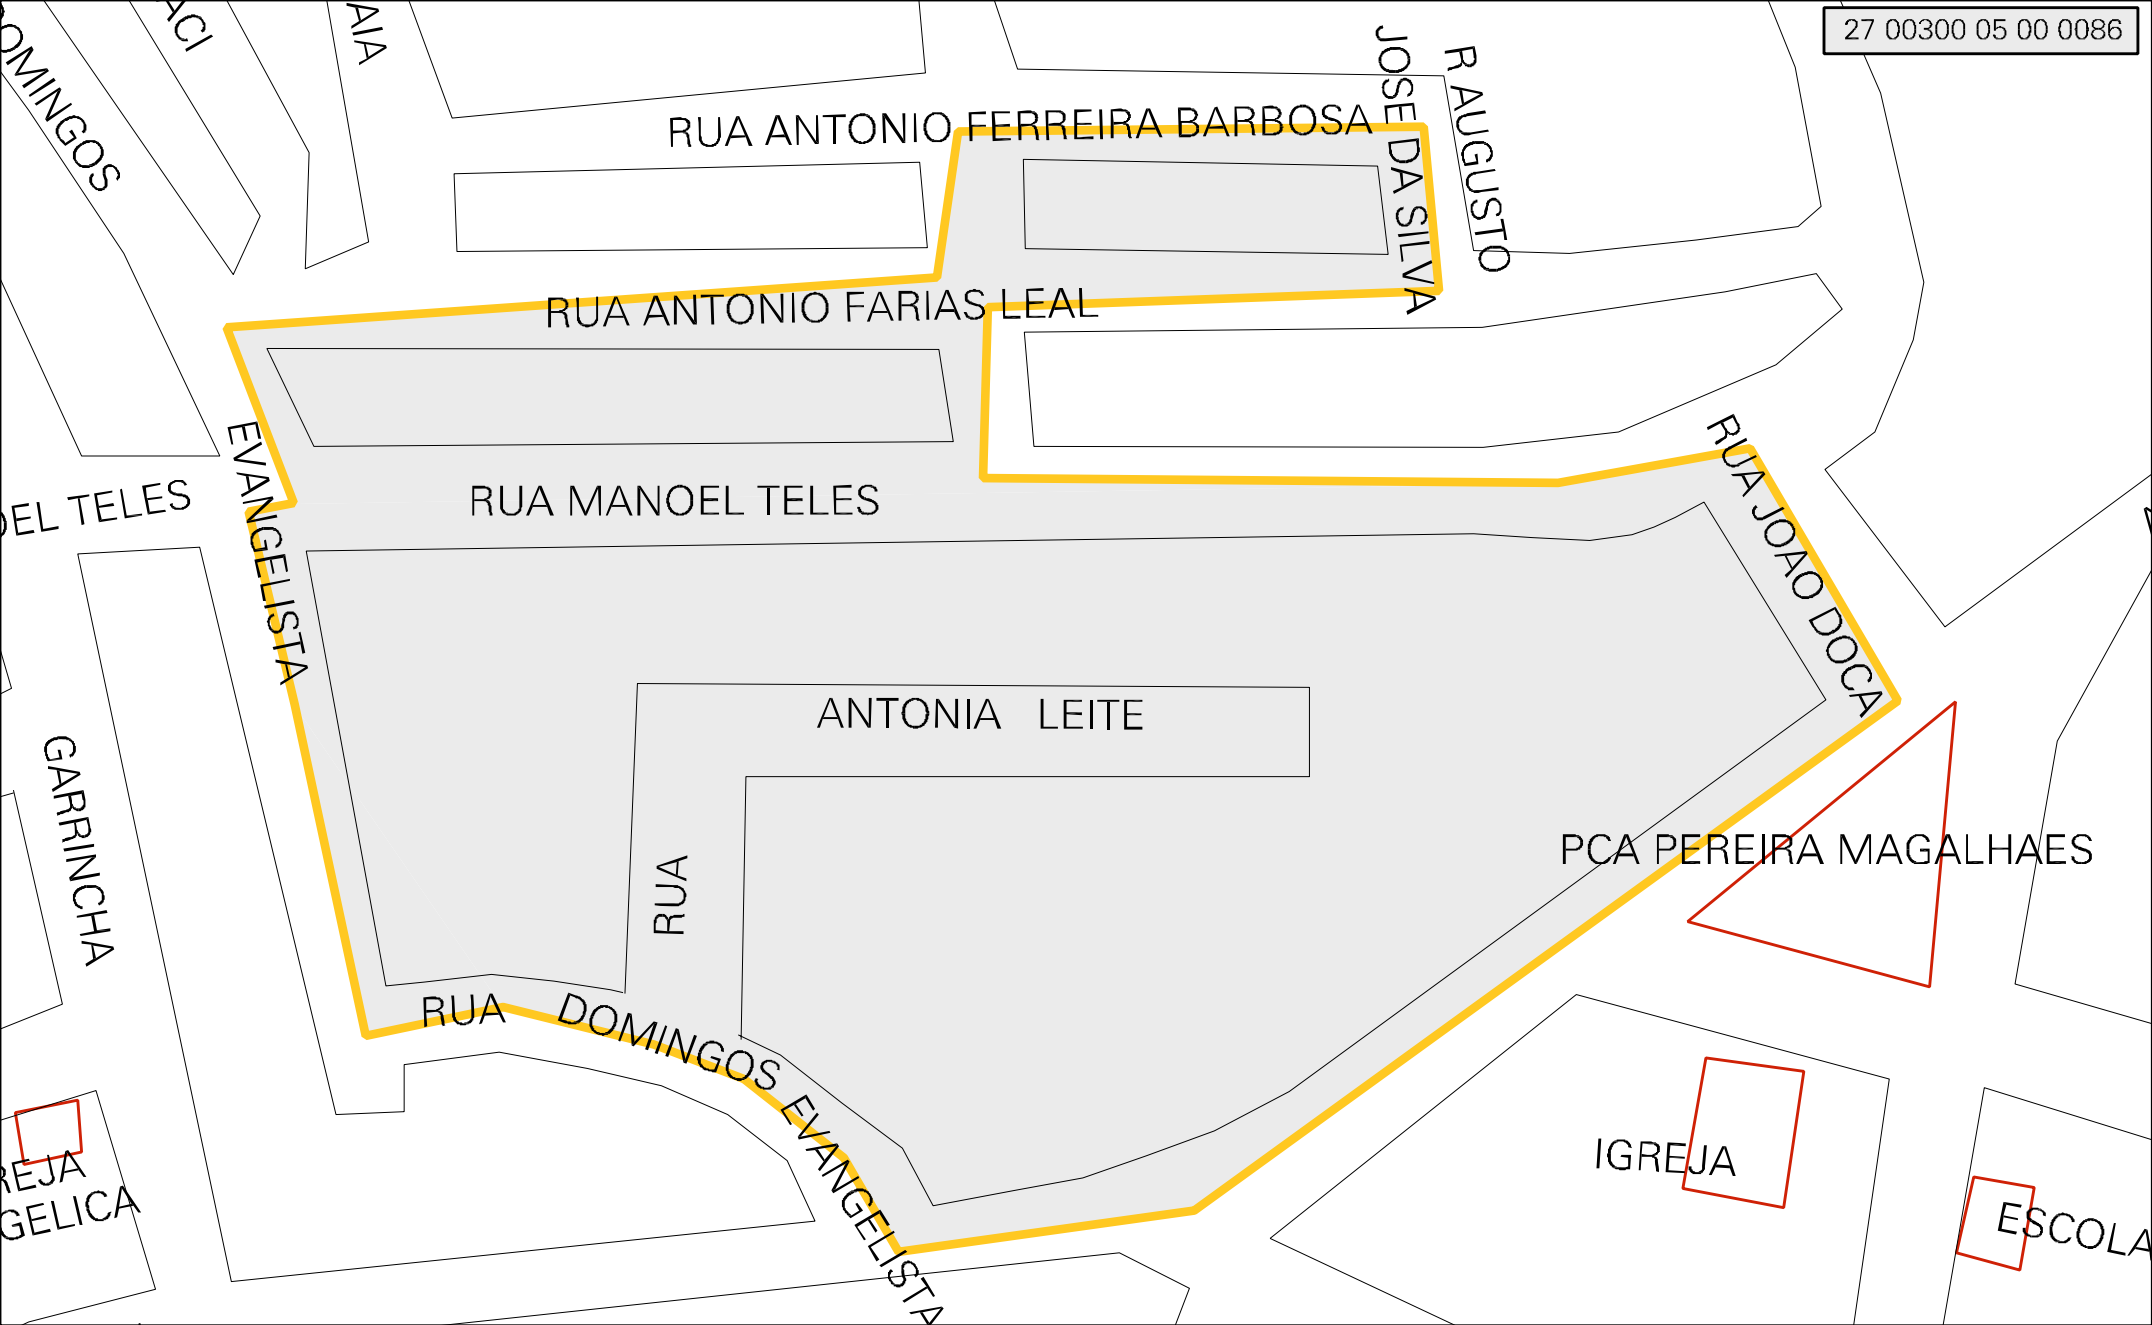 27 00300 05 00 0086
OMINGOS
ACI
AIA
RUA ANTONIO FERREIRA BARBOSA
JOSE DA SILVA
R AUGUSTO
RUA ANTONIO FARIAS LEAL
EVANGELISTA
OEL TELES
RUA MANOEL TELES
RUA JOAO DOCA
ANTONIA LEITE
RUA
GARRINCHA
PCA PEREIRA MAGALHAES
RUA DOMINGOS EVANGELISTA
REJA
GELICA
IGREJA
ESCOLA